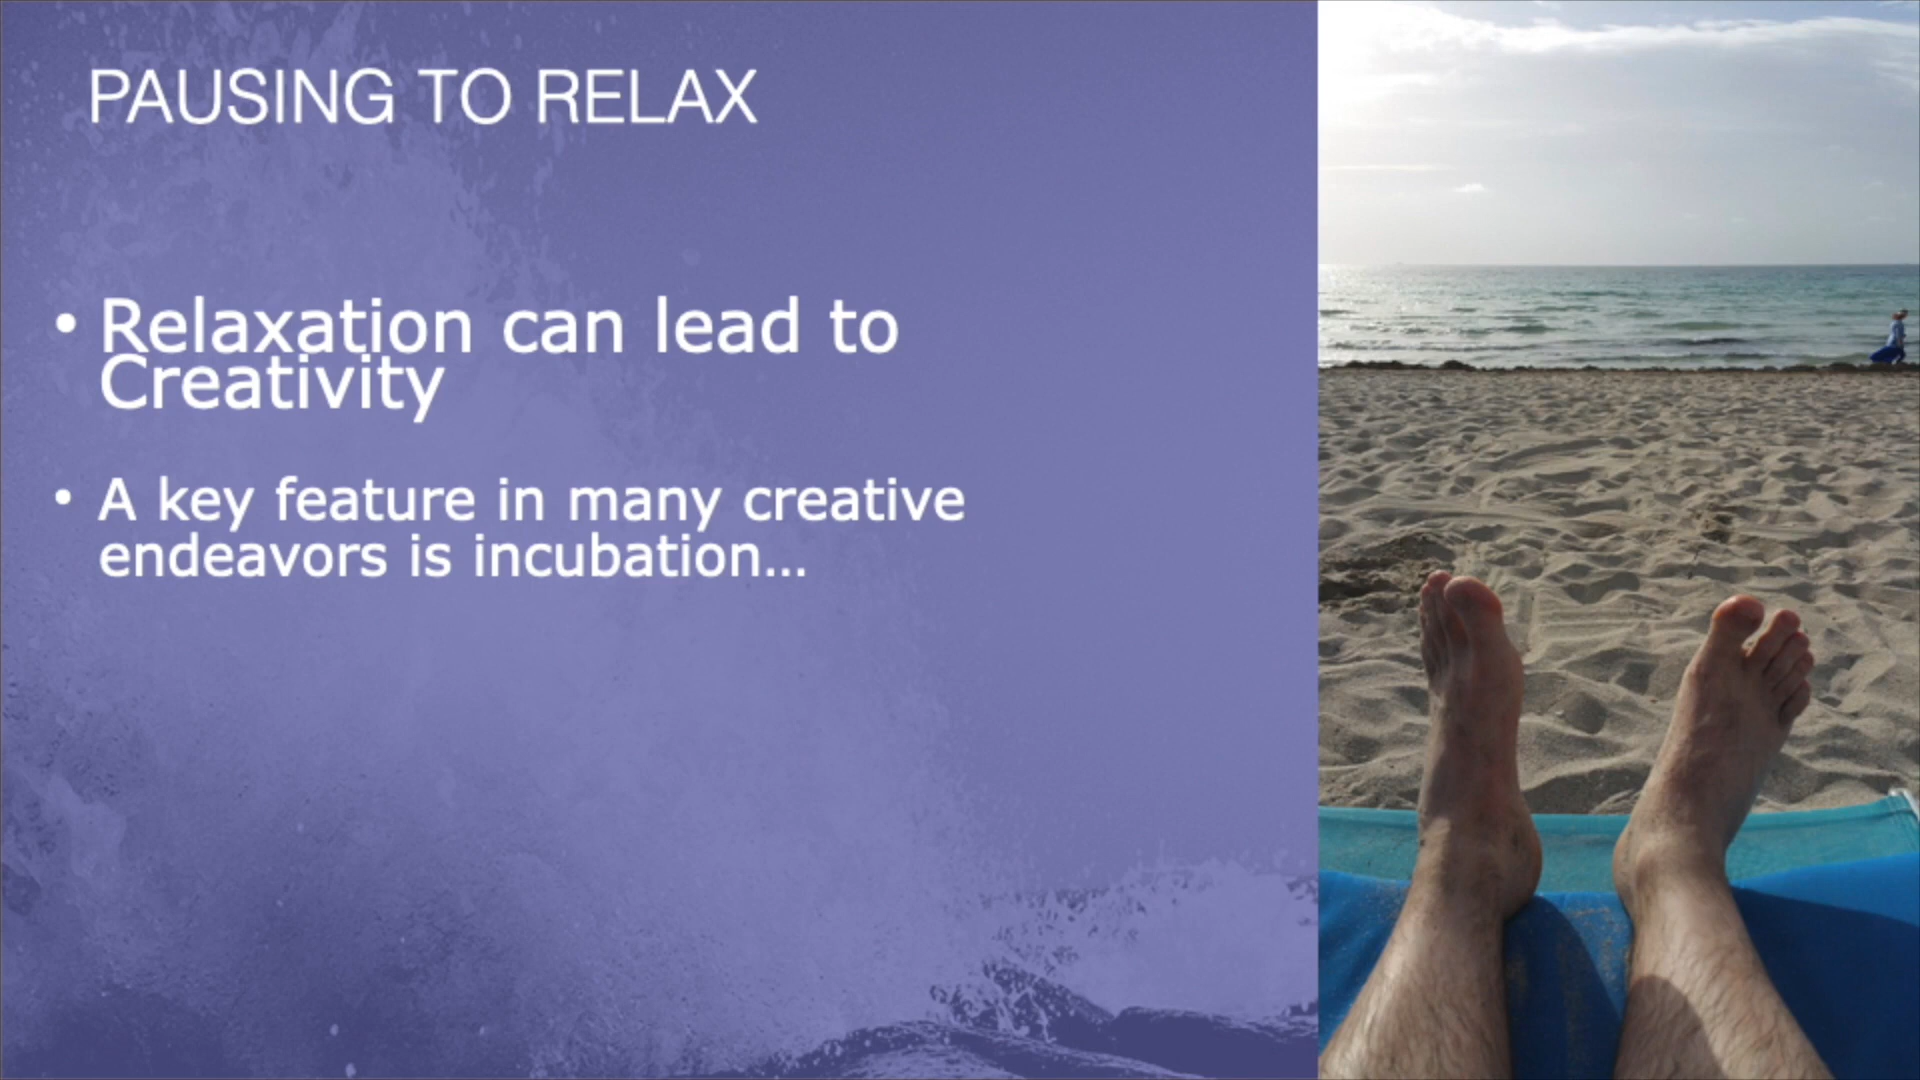 PAUSING TO RELAX
• Relaxation can lead to
Creativity
• A key feature in many creative
endeavors is incubation...